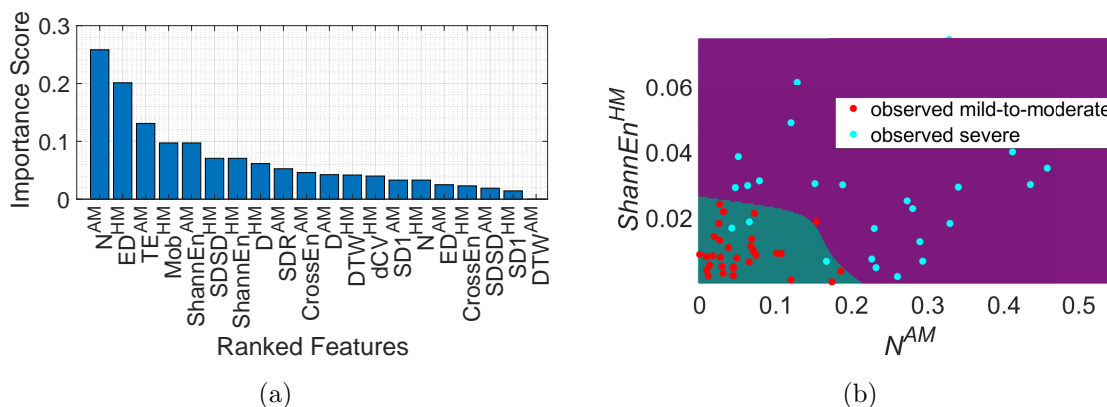 0.3
0.2
0.1
0
Importance Score
N^AM
ED^HM
TE^AM
Mob^HM
ShannEn^AM
SDSD^HM
ShannEn^HM
D^HM
SDR^AM
CrossEn^AM
D^AM
DTW^HM
dCV^HM
SD1^AM
N^HM
ED^AM
CrossEn^HM
SDSD^AM
SD1^HM
DTW^AM
Ranked Features
(a)
ShannEn^HM
0.06
0.04
0.02
observed mild-to-moderate
observed severe
0 0.1 0.2 0.3 0.4 0.5
N^AM
(b)